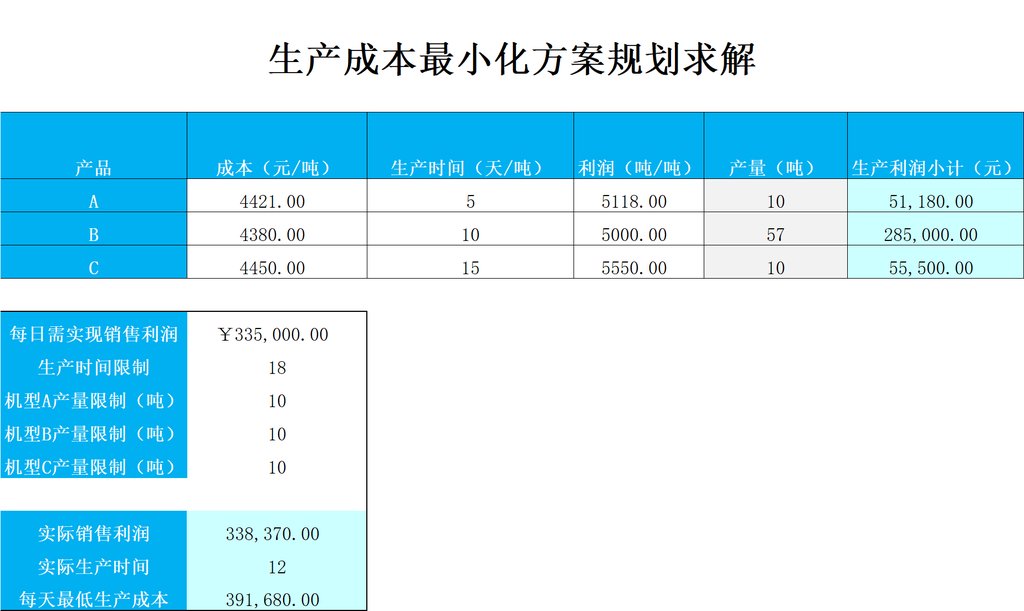 生产成本最小化方案规划求解
产品 成本（元/吨） 生产时间（天/吨） 利润（吨/吨） 产量（吨） 生产利润小计（元）
A 4421.00 5 5118.00 10 51,180.00
B 4380.00 10 5000.00 57 285,000.00
C 4450.00 15 5550.00 10 55,500.00
每日需实现销售利润 ￥335,000.00
生产时间限制 18
机型A产量限制（吨） 10
机型B产量限制（吨） 10
机型C产量限制（吨） 10
实际销售利润 338,370.00
实际生产时间 12
每天最低生产成本 391,680.00